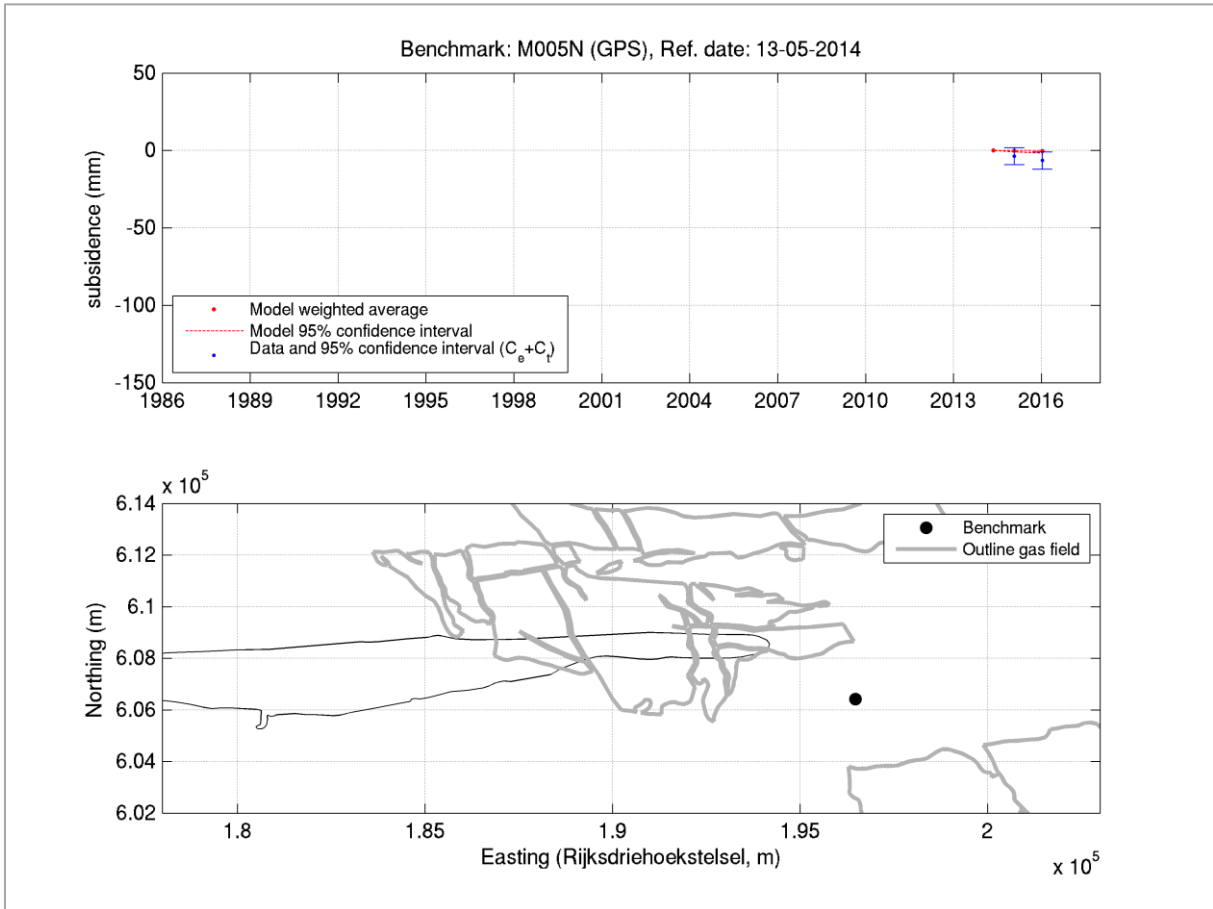 Benchmark: M005N (GPS), Ref. date: 13-05-2014
50
0
-50
-100
-150
subsidence (mm)
Model weighted average
Model 95% confidence interval
Data and 95% confidence interval (C_e+C_t)
1986 1989 1992 1995 1998 2001 2004 2007 2010 2013 2016
x 10^5
6.14
6.12
6.1
6.08
6.06
6.04
6.02
Northing (m)
Benchmark
Outline gas field
1.8 1.85 1.9 1.95 2
Easting (Rijksdriehoekstelsel, m)
x 10^5